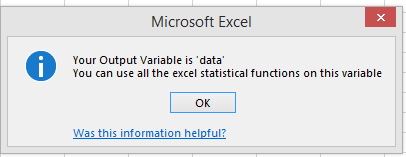 Microsoft Excel
Your Output Variable is 'data'
You can use all the excel statistical functions on this variable
OK
Was this information helpful?